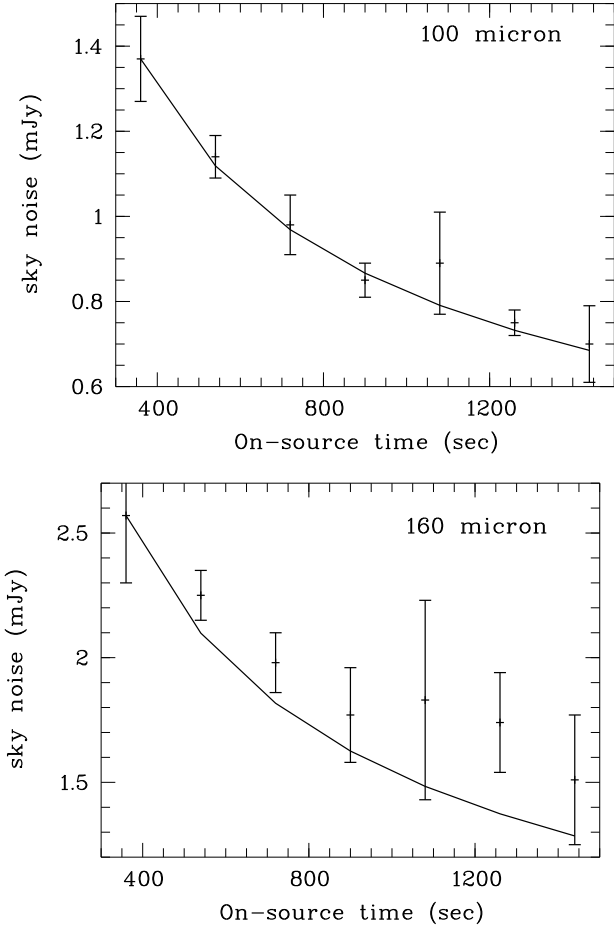 100 micron
1.4
1.2
1
0.8
0.6
sky noise (mJy)
400 800 1200
On-source time (sec)
160 micron
2.5
2
1.5
sky noise (mJy)
400 800 1200
On-source time (sec)